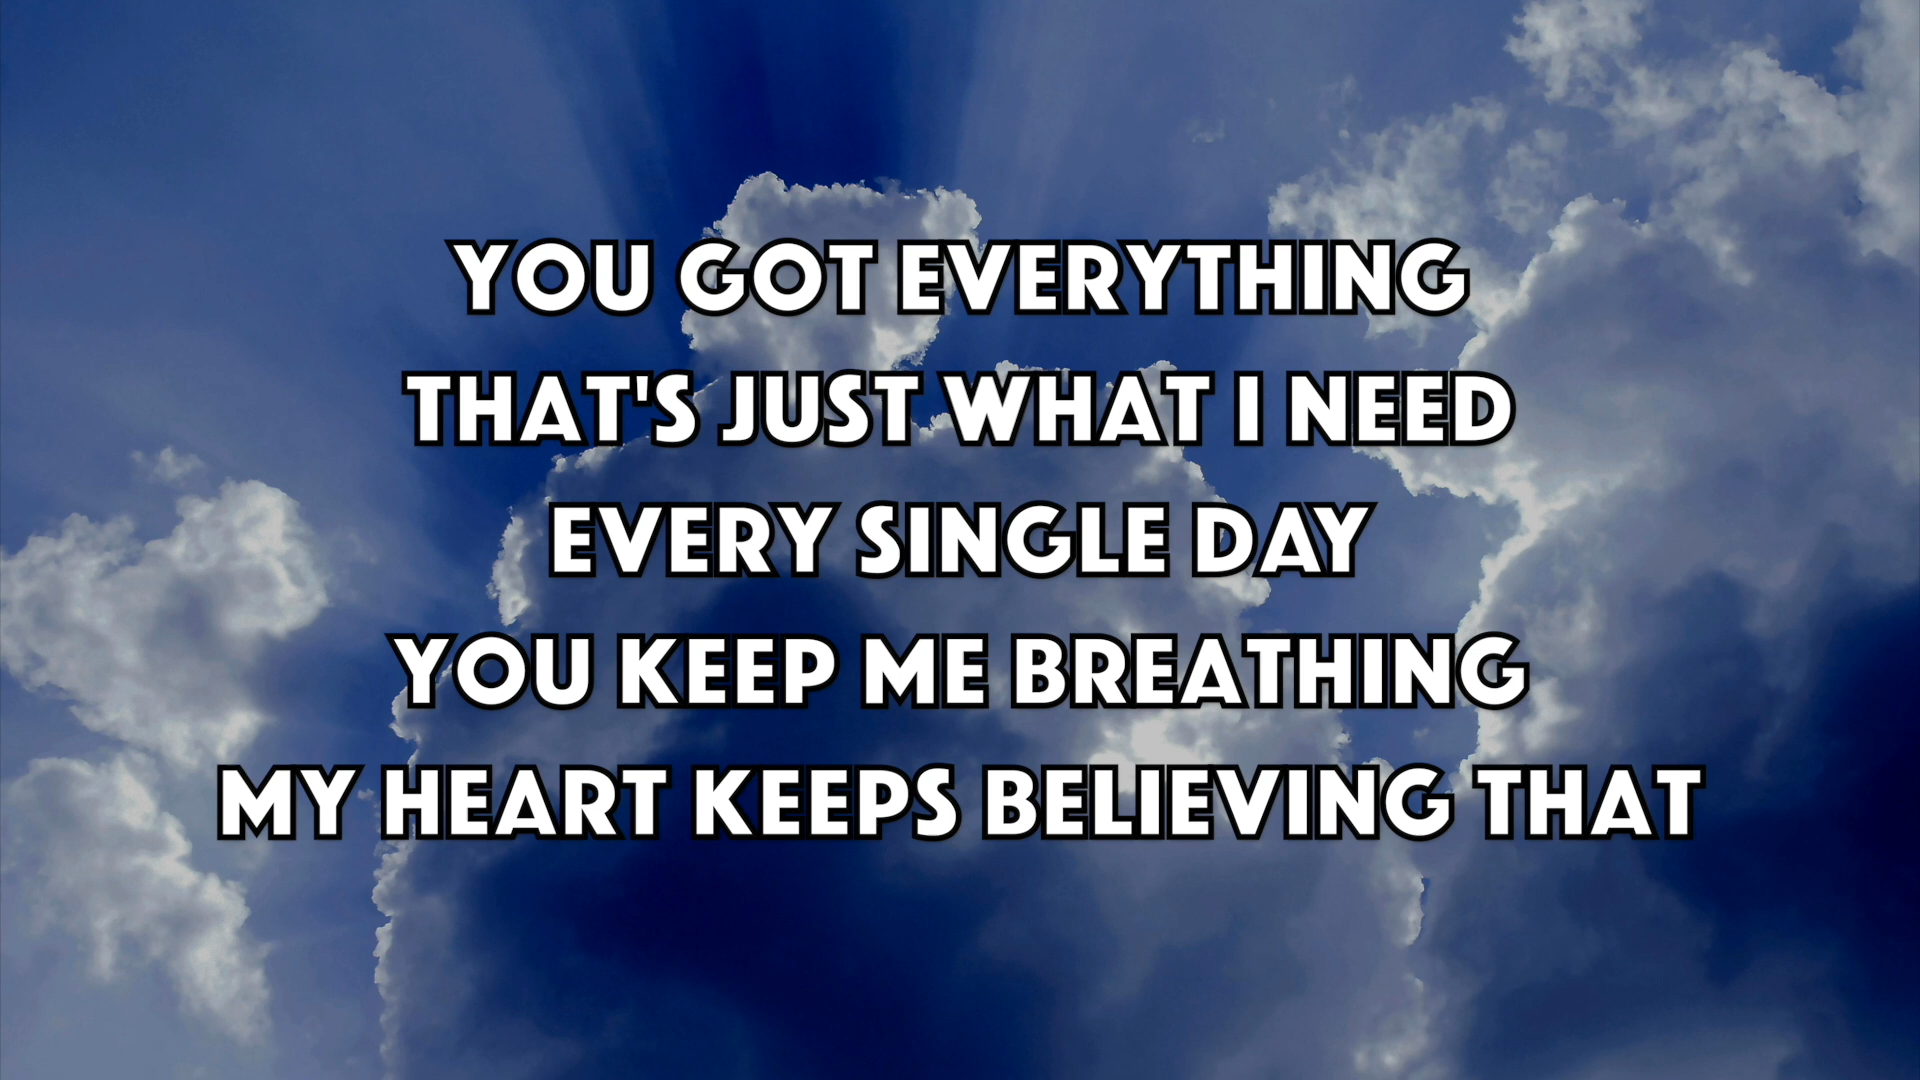 YOU GOT EVERYTHING
THAT'S JUST WHAT I NEED
EVERY SINGLE DAY
YOU KEEP ME BREATHING
MY HEART KEEPS BELIEVING THAT